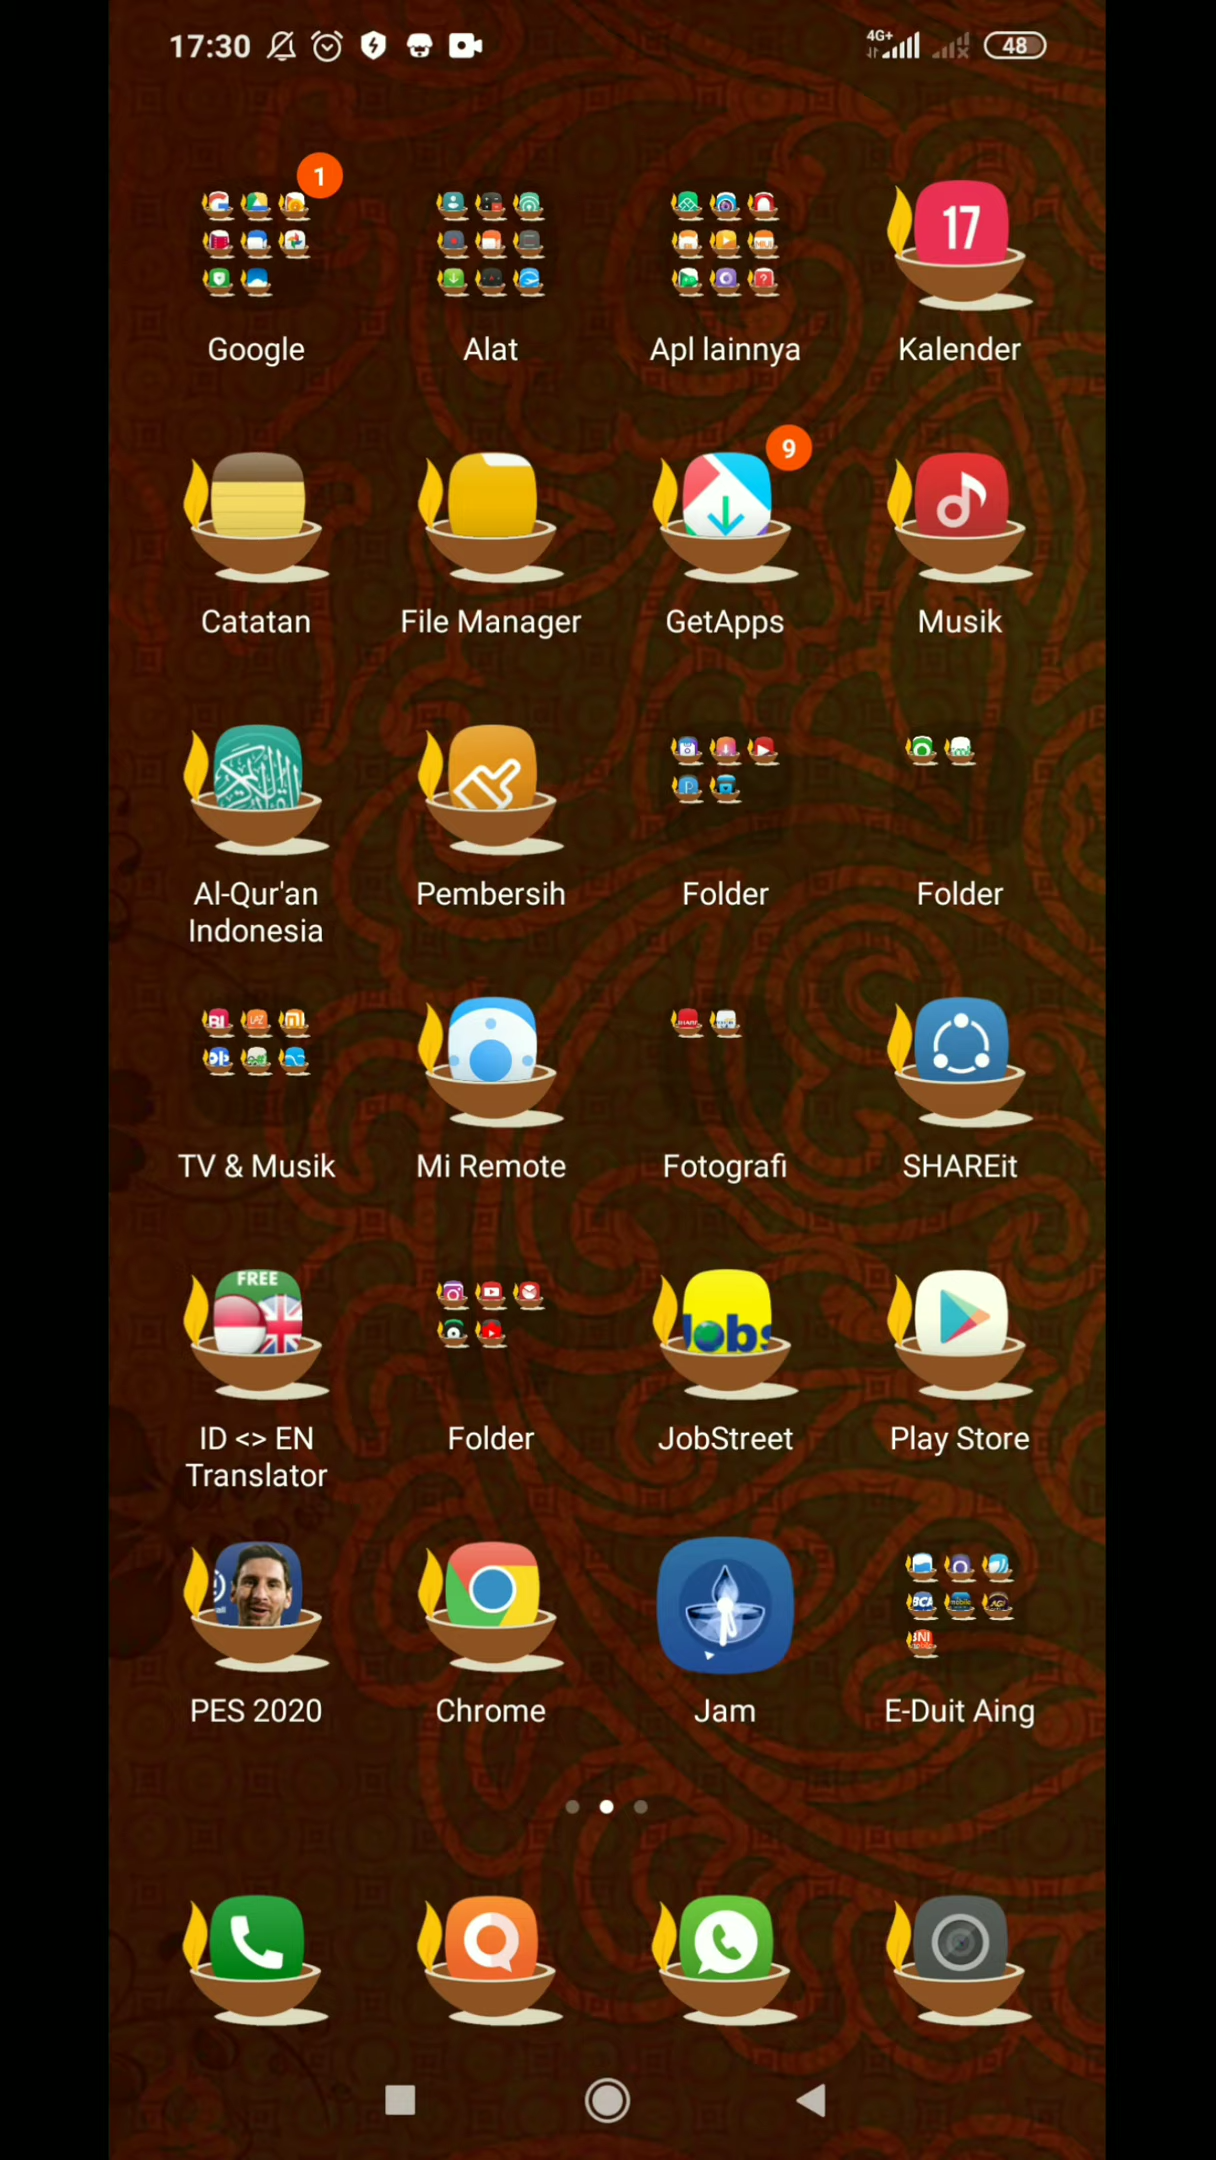 17:30
4G+
48
1
17
Google
Alat
Apl lainnya
Kalender
9
Catatan
File Manager
GetApps
Musik
Al-Qur'an
Indonesia
Pembersih
Folder
Folder
TV & Musik
Mi Remote
Fotografi
SHAREit
FREE
Jobs
ID <> EN
Translator
Folder
JobStreet
Play Store
BCA
BNI
PES 2020
Chrome
Jam
E-Duit Aing